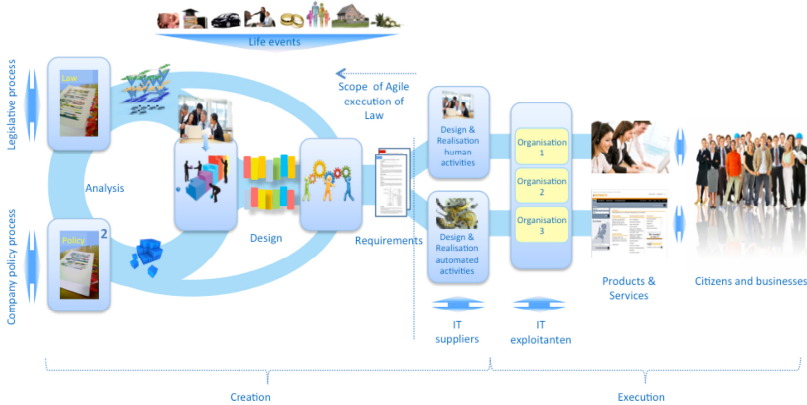 Life events
Legislative process
Law
Scope of Agile
execution of
Law
Design &
Realisation
human
activities
Organisation
1
Organisation
2
Organisation
3
Analysis
Company policy process
Policy
2
Design
Requirements
Design &
Realisation
automated
activities
Products &
Services
Citizens and businesses
IT
suppliers
IT
exploitanten
Creation
Execution